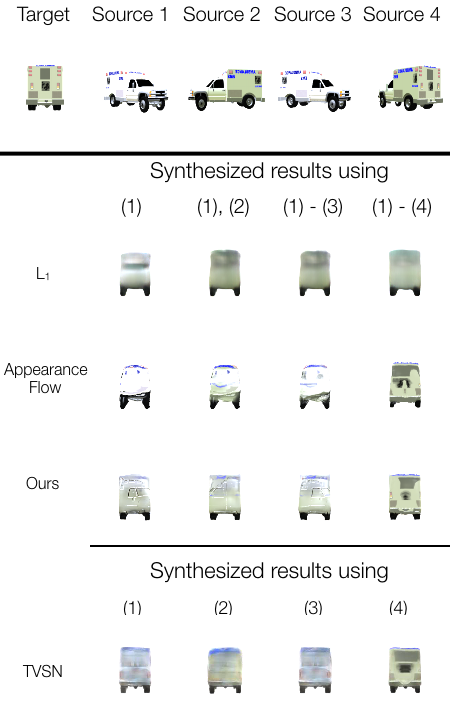 Target Source 1 Source 2 Source 3 Source 4
Synthesized results using
(1) (1), (2) (1) - (3) (1) - (4)
L₁
Appearance
Flow
Ours
Synthesized results using
(1) (2) (3) (4)
TVSN